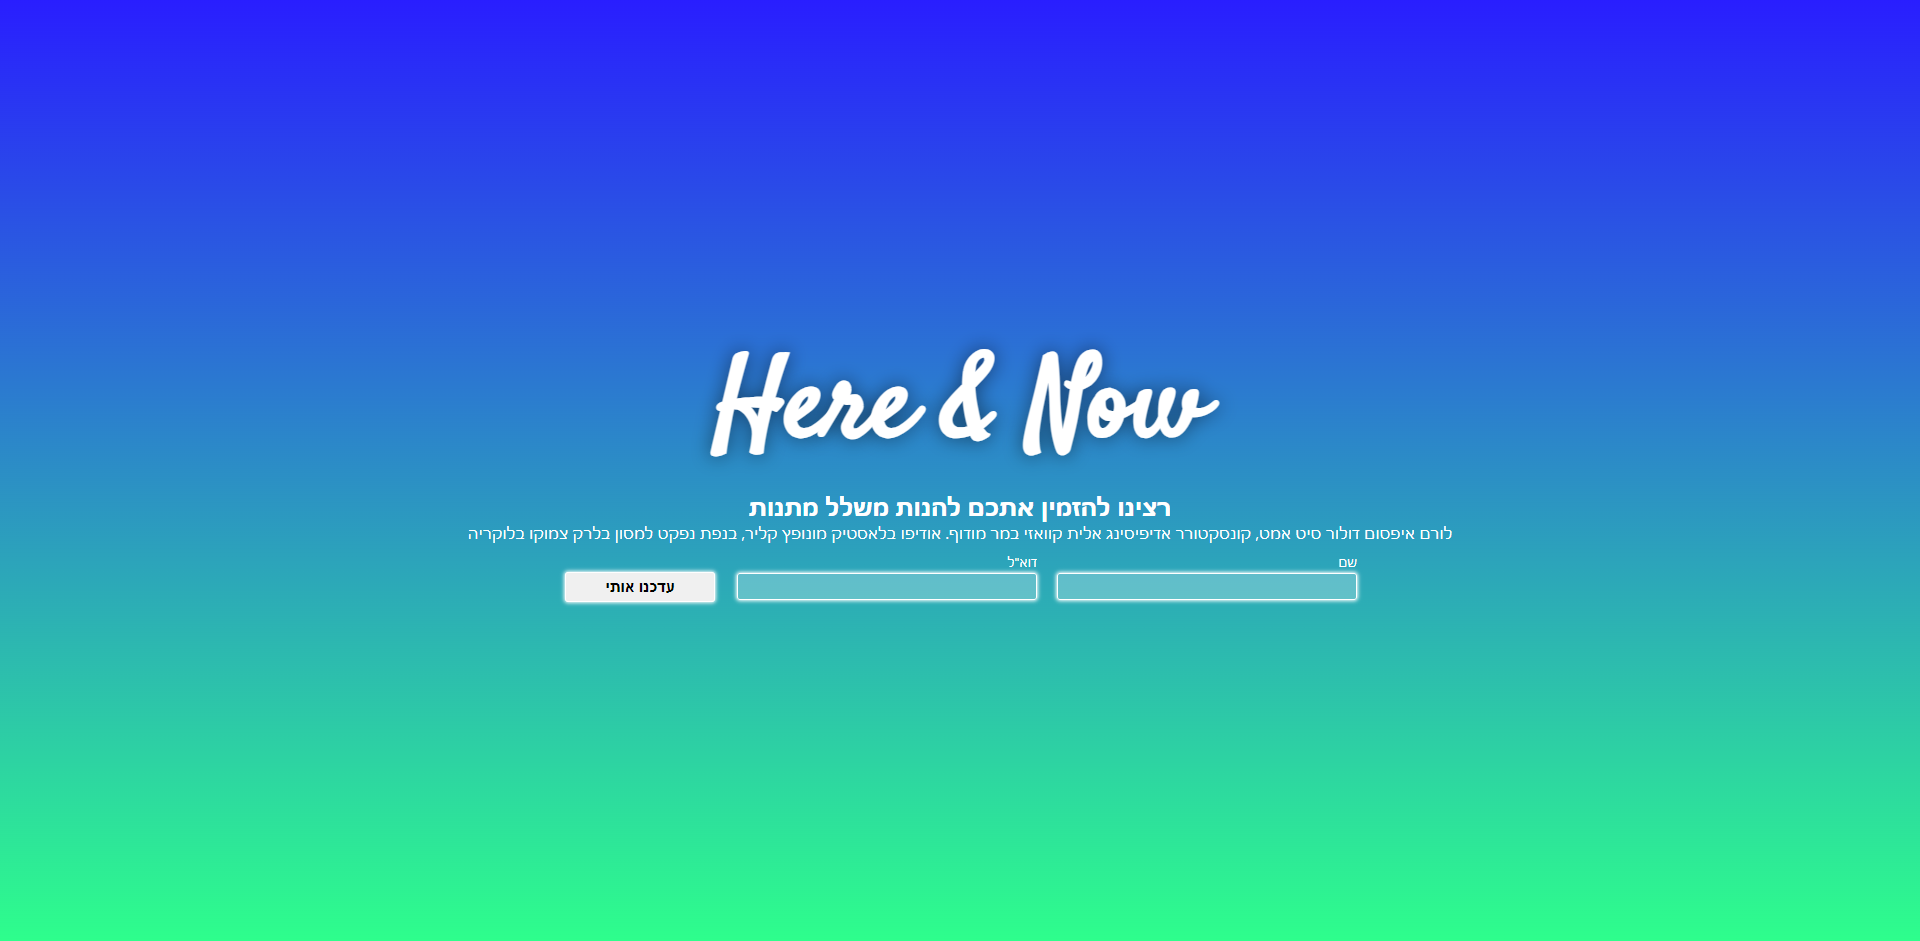 Here & Now
רצינו להזמין אתכם להנות משלל מתנות
לורם איפסום דולור סיט אמט, קונסקטורר אדיפיסינג אלית קוואזי במר מודוף. אודיפו בלאסטיק מונופץ קליר, בנפת נפקט למסון בלרק צמוקו בלוקריה
שם
דוא"ל
עדכנו אותי